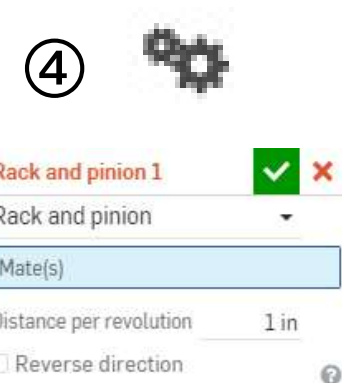 ④
Rack and pinion 1
Rack and pinion
Mate(s)
Distance per revolution 1 in
Reverse direction